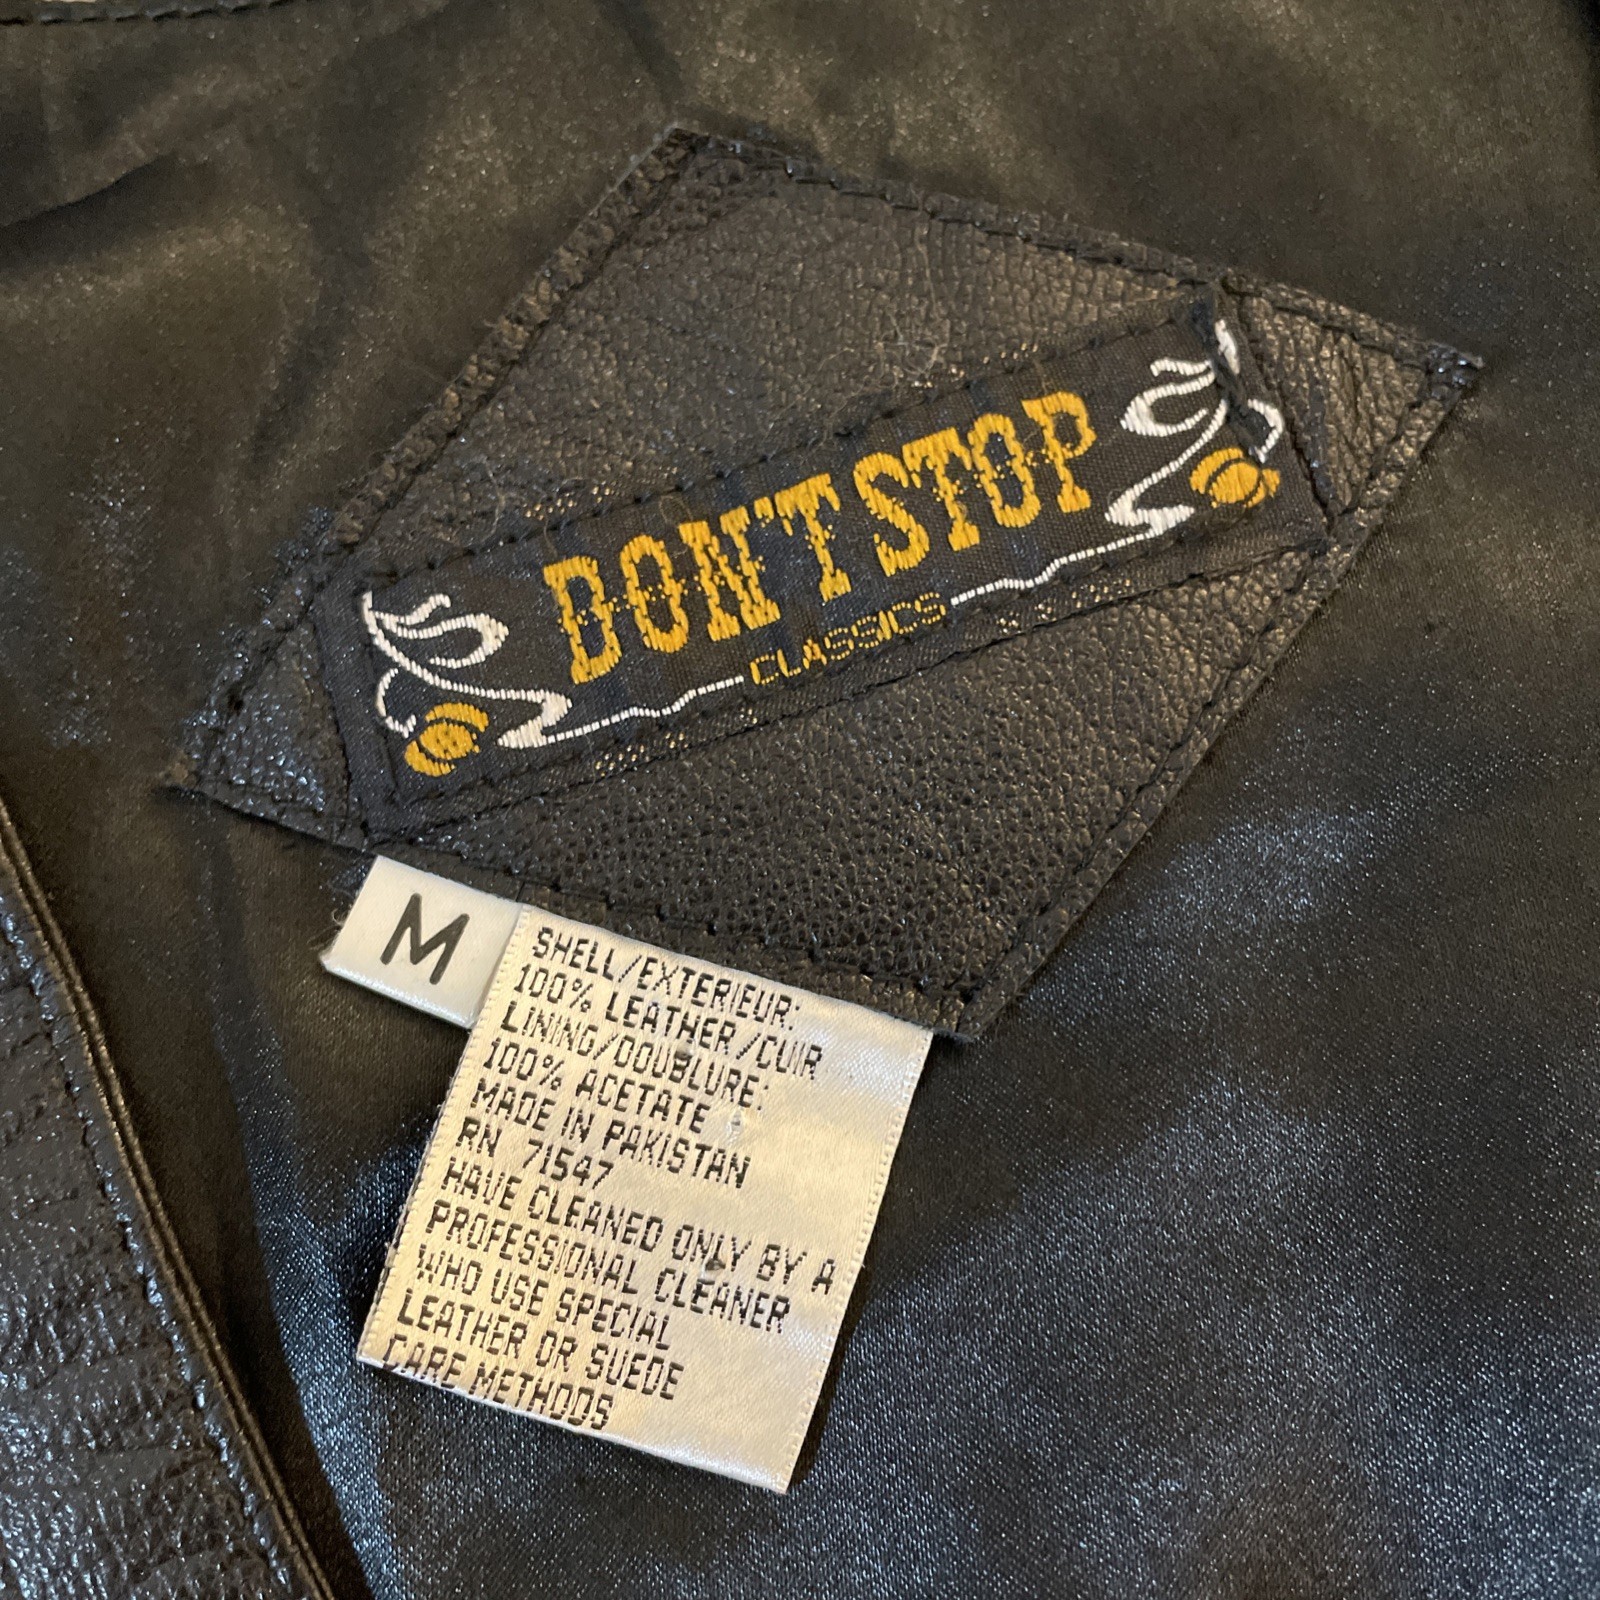 DON'T STOP
CLASSICS
M
SHELL/EXTERIEUR:
100% LEATHER/CUIR
LINING/DOUBLURE:
100% ACETATE
MADE IN PAKISTAN
RN 71547
HAVE CLEANED ONLY BY A
PROFESSIONAL CLEANER
WHO USE SPECIAL
LEATHER OR SUEDE
CARE METHODS